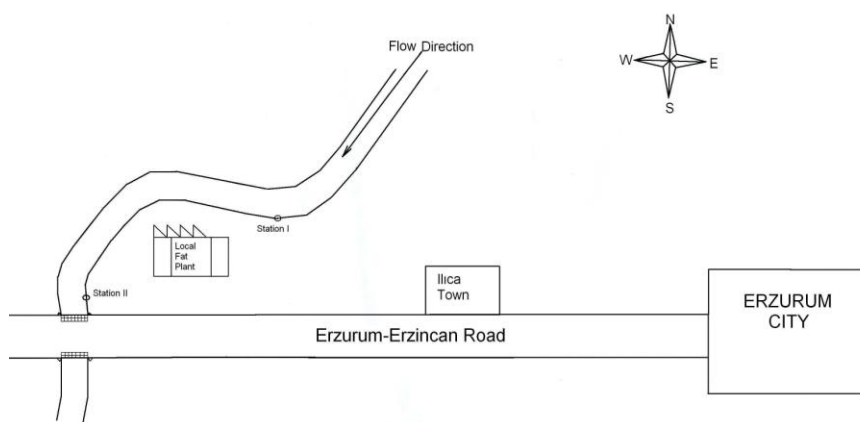 Flow Direction
N
W
E
S
Station I
Local
Fat
Plant
Station II
Ilıca
Town
ERZURUM
CITY
Erzurum-Erzincan Road